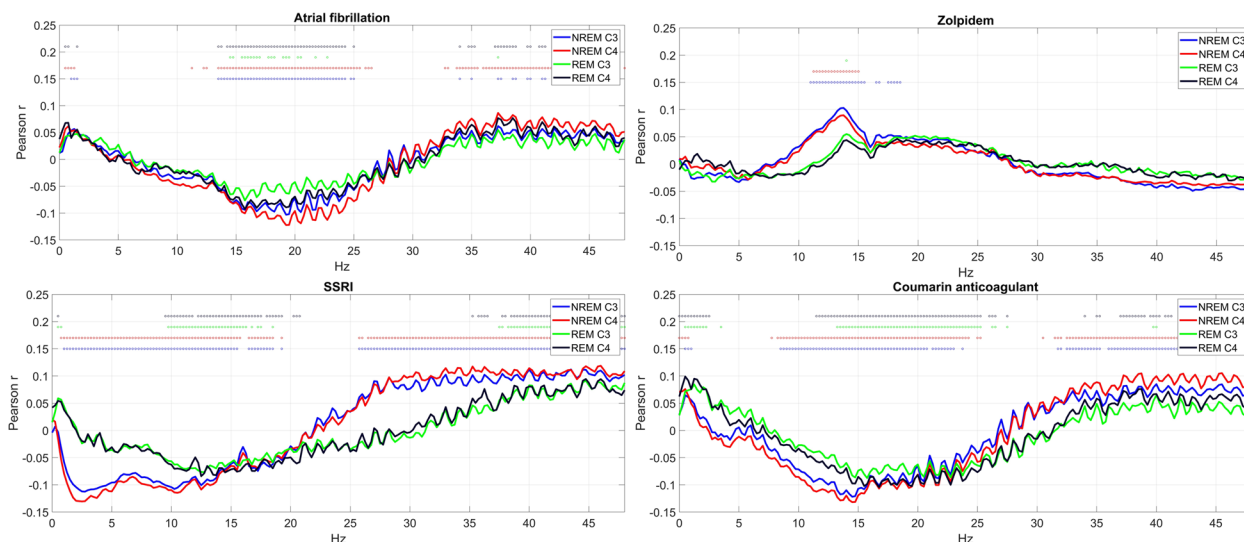 Atrial fibrillation
0.25
0.2
0.15
0.1
0.05
0
-0.05
-0.1
-0.15
Pearson r
0 5 10 15 20 25 30 35 40 45
Hz
NREM C3
NREM C4
REM C3
REM C4
Zolpidem
0.25
0.2
0.15
0.1
0.05
0
-0.05
-0.1
-0.15
Pearson r
0 5 10 15 20 25 30 35 40 45
Hz
NREM C3
NREM C4
REM C3
REM C4
SSRI
0.25
0.2
0.15
0.1
0.05
0
-0.05
-0.1
-0.15
Pearson r
0 5 10 15 20 25 30 35 40 45
Hz
NREM C3
NREM C4
REM C3
REM C4
Coumarin anticoagulant
0.25
0.2
0.15
0.1
0.05
0
-0.05
-0.1
-0.15
Pearson r
0 5 10 15 20 25 30 35 40 45
Hz
NREM C3
NREM C4
REM C3
REM C4